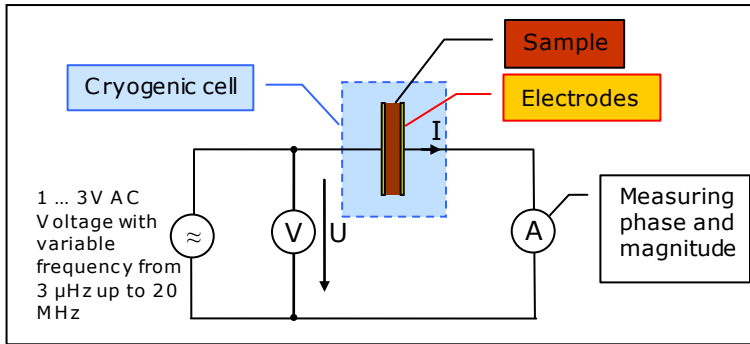 Sample
Cryogenic cell
Electrodes
I
1 ... 3V AC
Voltage with
variable
frequency from
3 µHz up to 20
MHz
≈
V
U
A
Measuring
phase and
magnitude